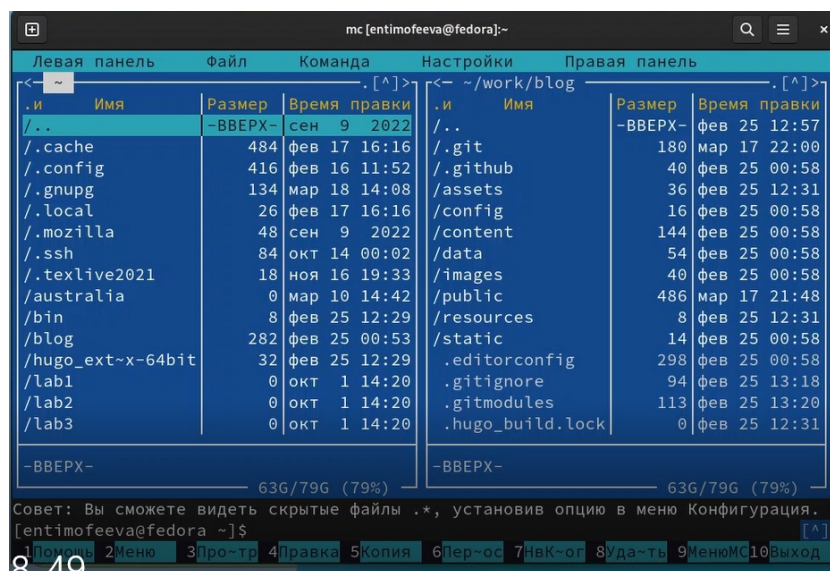 mc [entimofeeva@fedora]:~
Левая панель Файл Команда Настройки Правая панель
<— ~ .[^]> <— ~/work/blog .[^]>
.и Имя Размер Время правки .и Имя Размер Время правки
/.. -ВВЕРХ- сен 9 2022 /.. -ВВЕРХ- фев 25 12:57
/.cache 484 фев 17 16:16 /.git 180 мар 17 22:00
/.config 416 фев 16 11:52 /.github 40 фев 25 00:58
/.gnupg 134 мар 18 14:08 /assets 36 фев 25 12:31
/.local 26 фев 17 16:16 /config 16 фев 25 00:58
/.mozilla 48 сен 9 2022 /content 144 фев 25 00:58
/.ssh 84 окт 14 00:02 /data 54 фев 25 00:58
/.texlive2021 18 ноя 16 19:33 /images 40 фев 25 00:58
/australia 0 мар 10 14:42 /public 486 мар 17 21:48
/bin 8 фев 25 12:29 /resources 8 фев 25 12:31
/blog 282 фев 25 00:53 /static 14 фев 25 00:58
/hugo_ext~x-64bit 32 фев 25 12:29 .editorconfig 298 фев 25 00:58
/lab1 0 окт 1 14:20 .gitignore 94 фев 25 13:18
/lab2 0 окт 1 14:20 .gitmodules 113 фев 25 13:20
/lab3 0 окт 1 14:20 .hugo_build.lock 0 фев 25 12:31
-ВВЕРХ- -ВВЕРХ-
63G/79G (79%) 63G/79G (79%)
Совет: Вы сможете видеть скрытые файлы .*, установив опцию в меню Конфигурация.
[entimofeeva@fedora ~]$ [^]
1Помощь 2Меню 3Про~тр 4Правка 5Копия 6Пер~ос 7НвК~ог 8Уда~ть 9МенюMC 10Выход
8.49